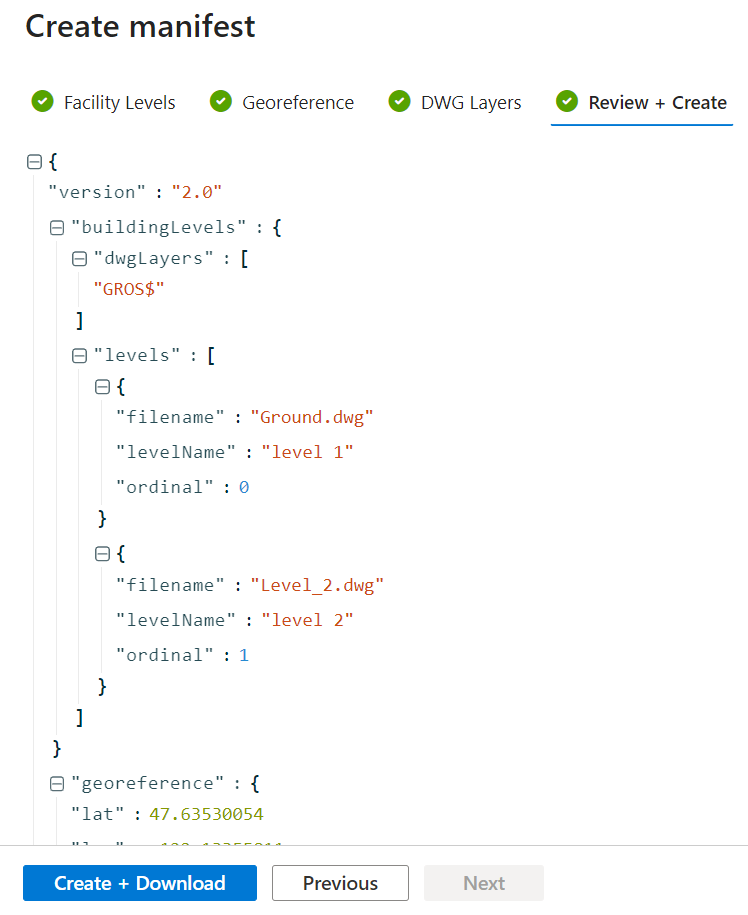 Create manifest
Facility Levels Georeference DWG Layers Review + Create
{
"version" : "2.0"
"buildingLevels" : {
"dwgLayers" : [
"GROS$"
]
"levels" : [
{
"filename" : "Ground.dwg"
"levelName" : "level 1"
"ordinal" : 0
}
{
"filename" : "Level_2.dwg"
"levelName" : "level 2"
"ordinal" : 1
}
]
}
"georeference" : {
"lat" : 47.63530054
Create + Download Previous Next